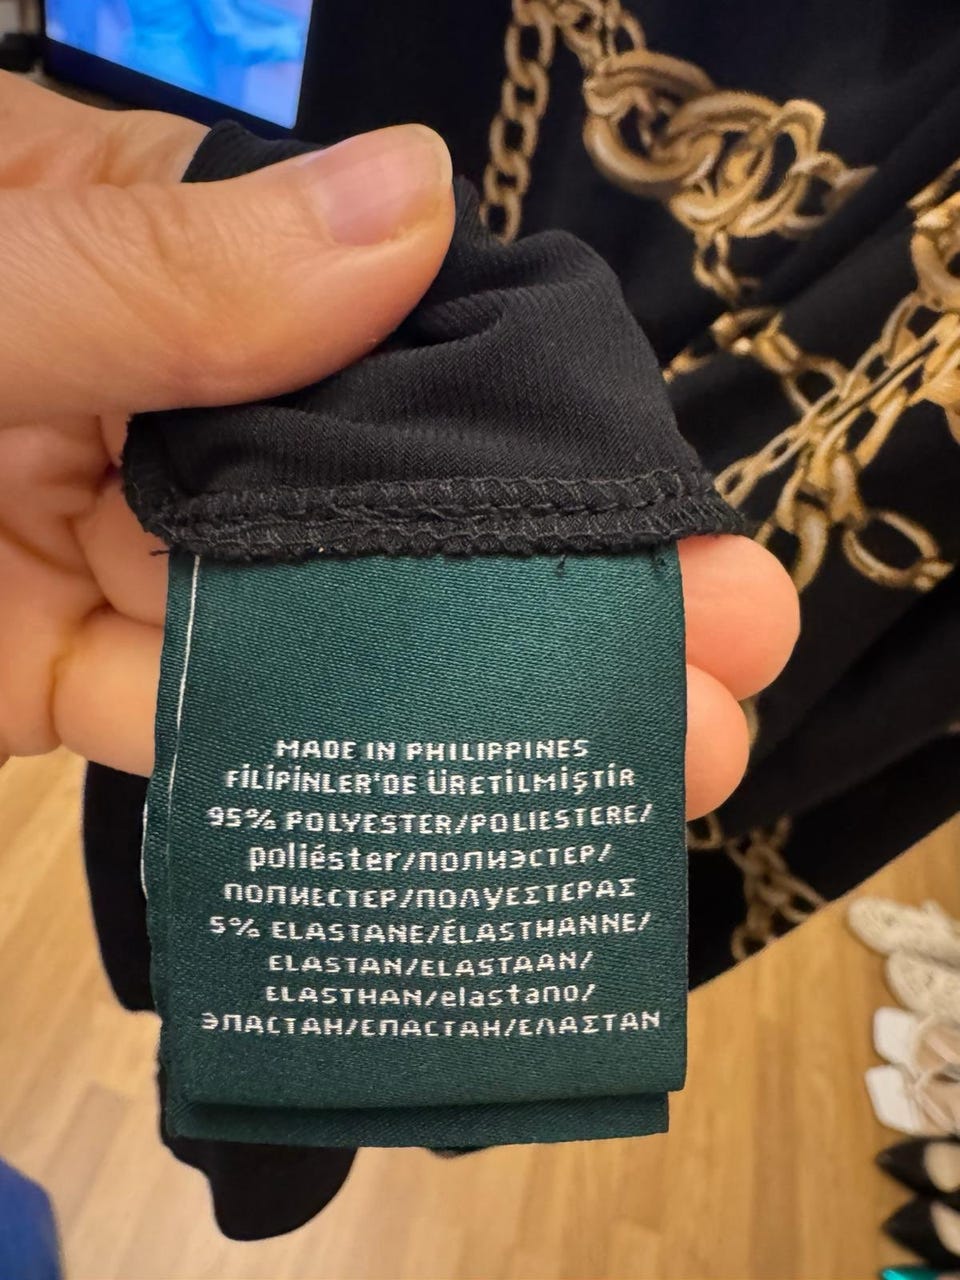 MADE IN PHILIPPINES
FİLİPİNLER'DE ÜRETİLMİŞTİR
95% POLYESTER/POLIESTERE/
poliéster/ПОЛИЭСТЕР/
ПОЛИЕСТЕР/ΠΟΛΥΕΣΤΕΡΑΣ
5% ELASTANE/ÉLASTHANNE/
ELASTAN/ELASTAAN/
ELASTHAN/elastano/
ЭЛАСТАН/ЕЛАСТАН/ΕΛΑΣΤΑΝ